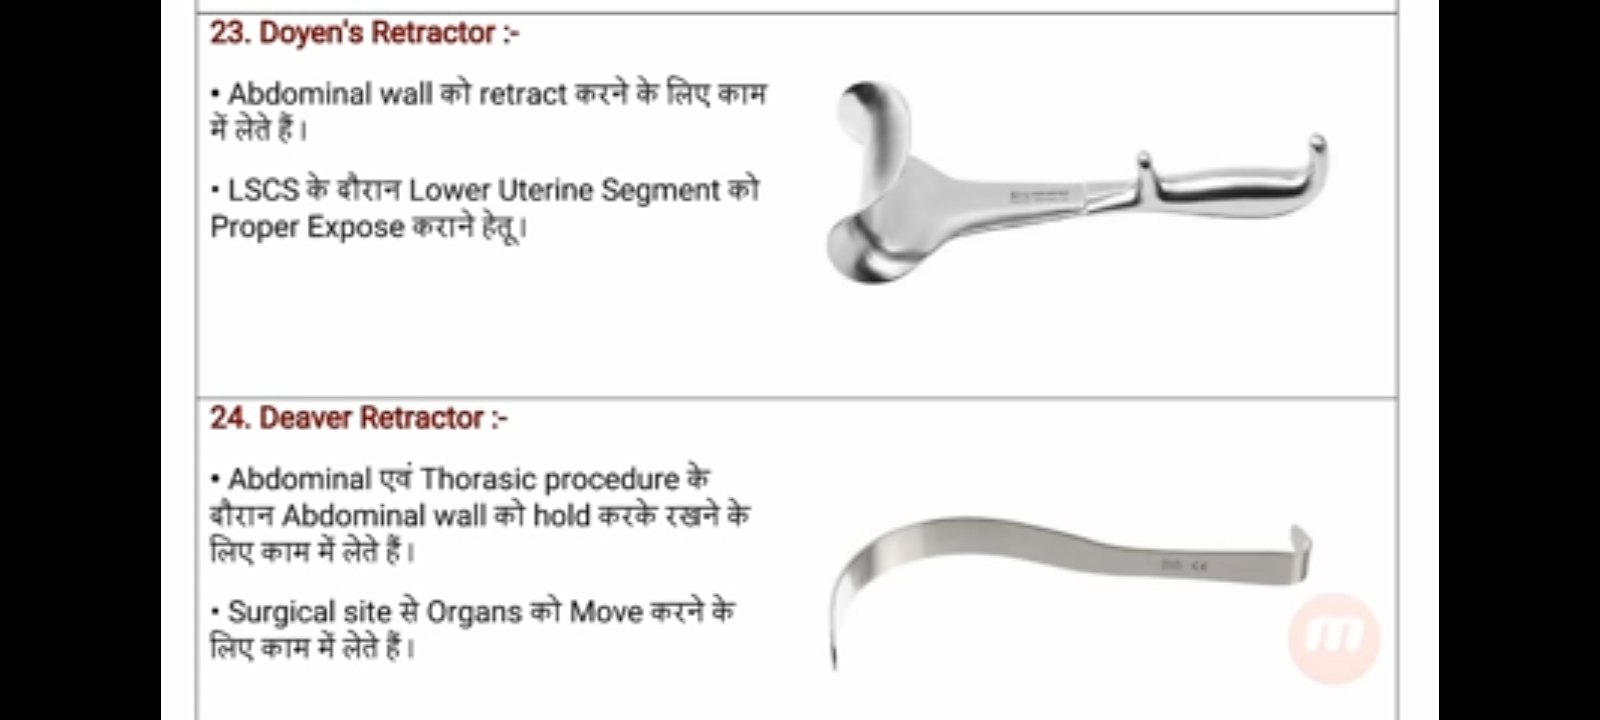 23. Doyen's Retractor :-
• Abdominal wall को retract करने के लिए काम
में लेते हैं।
• LSCS के दौरान Lower Uterine Segment को
Proper Expose कराने हेतू।
24. Deaver Retractor :-
• Abdominal एवं Thorasic procedure के
दौरान Abdominal wall को hold करके रखने के
लिए काम में लेते हैं।
• Surgical site से Organs को Move करने के
लिए काम में लेते हैं।